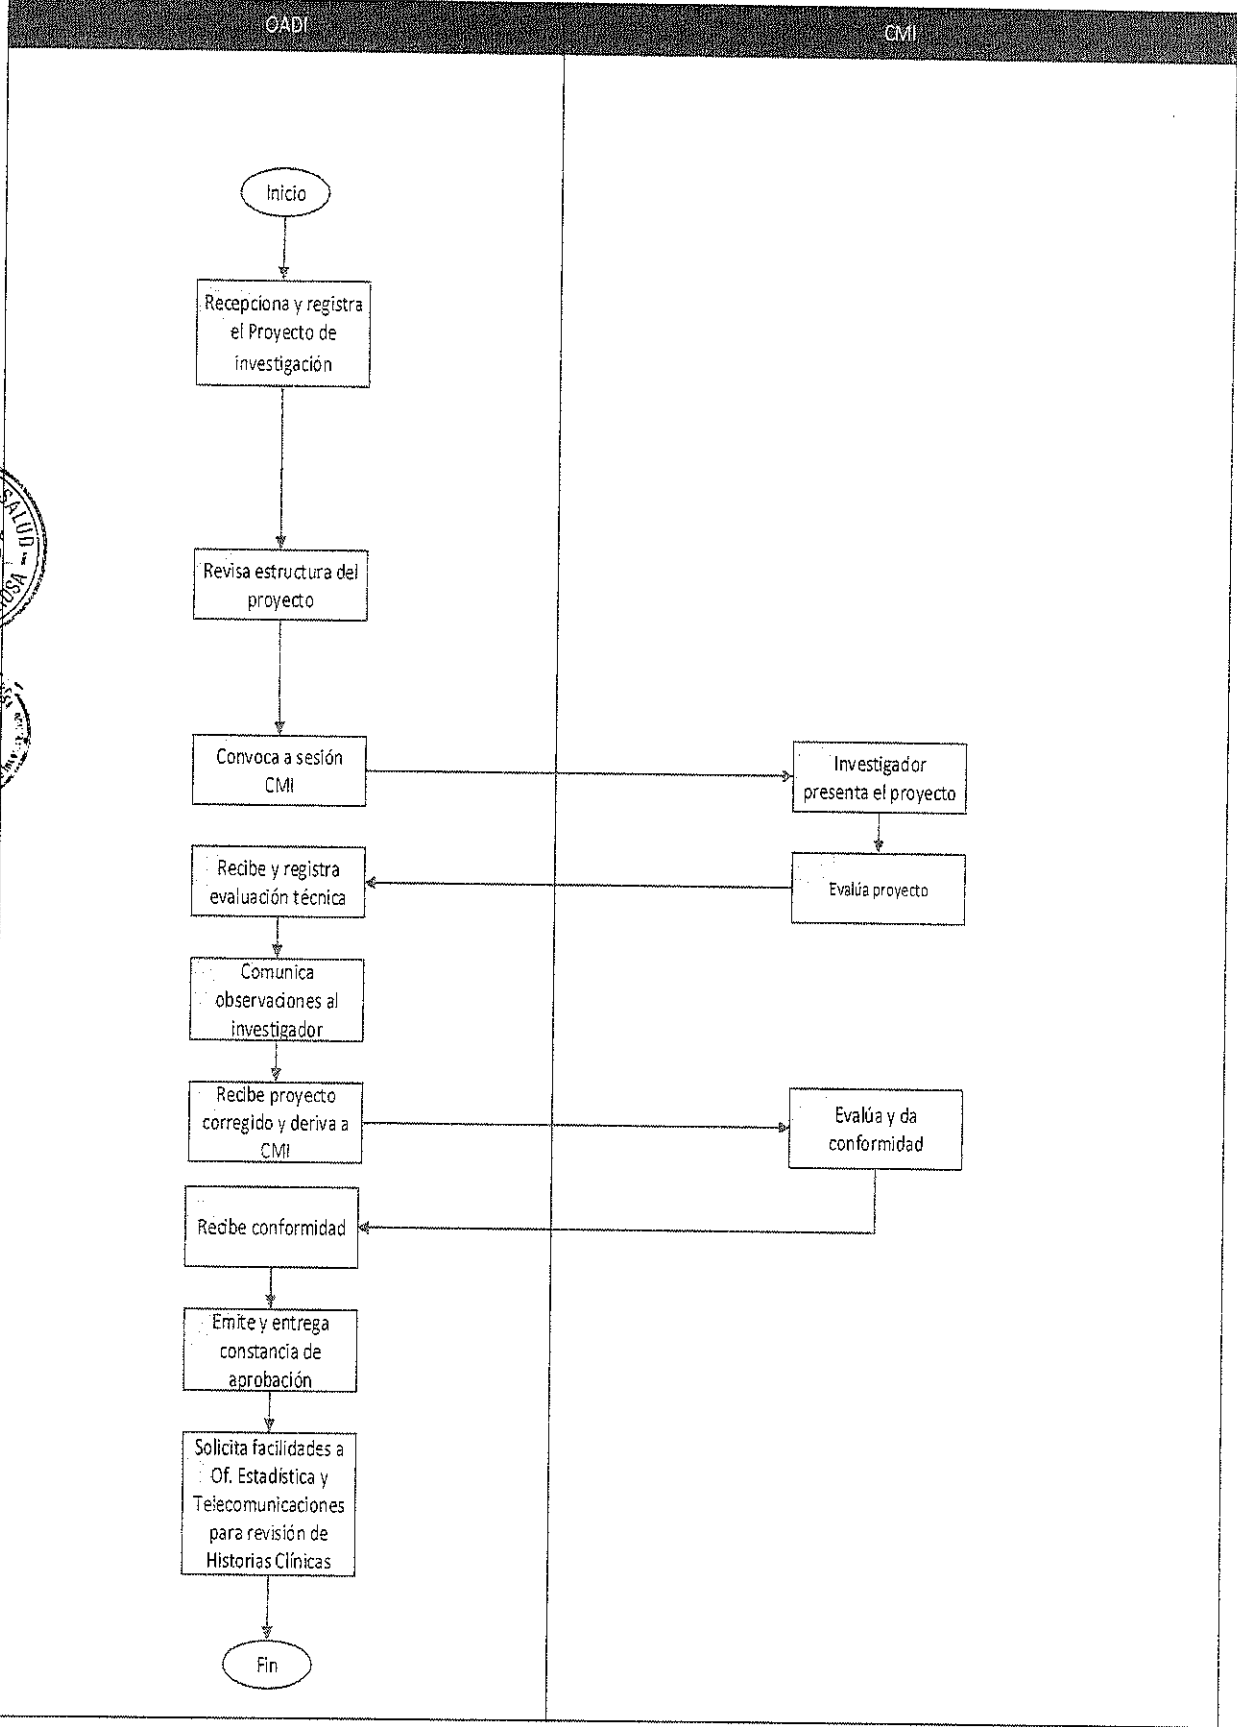 OADI
CMI
Inicio
Recepciona y registra
el Proyecto de
investigación
SALUD -
Revisa estructura del
proyecto
Convoca a sesión
CMI
Investigador
presenta el proyecto
Recibe y registra
evaluación técnica
Evalúa proyecto
Comunica
observaciones al
investigador
Recibe proyecto
corregido y deriva a
CMI
Evalúa y da
conformidad
Recibe conformidad
Emite y entrega
constancia de
aprobación
Solicita facilidades a
Of. Estadística y
Telecomunicaciones
para revisión de
Historias Clínicas
Fin